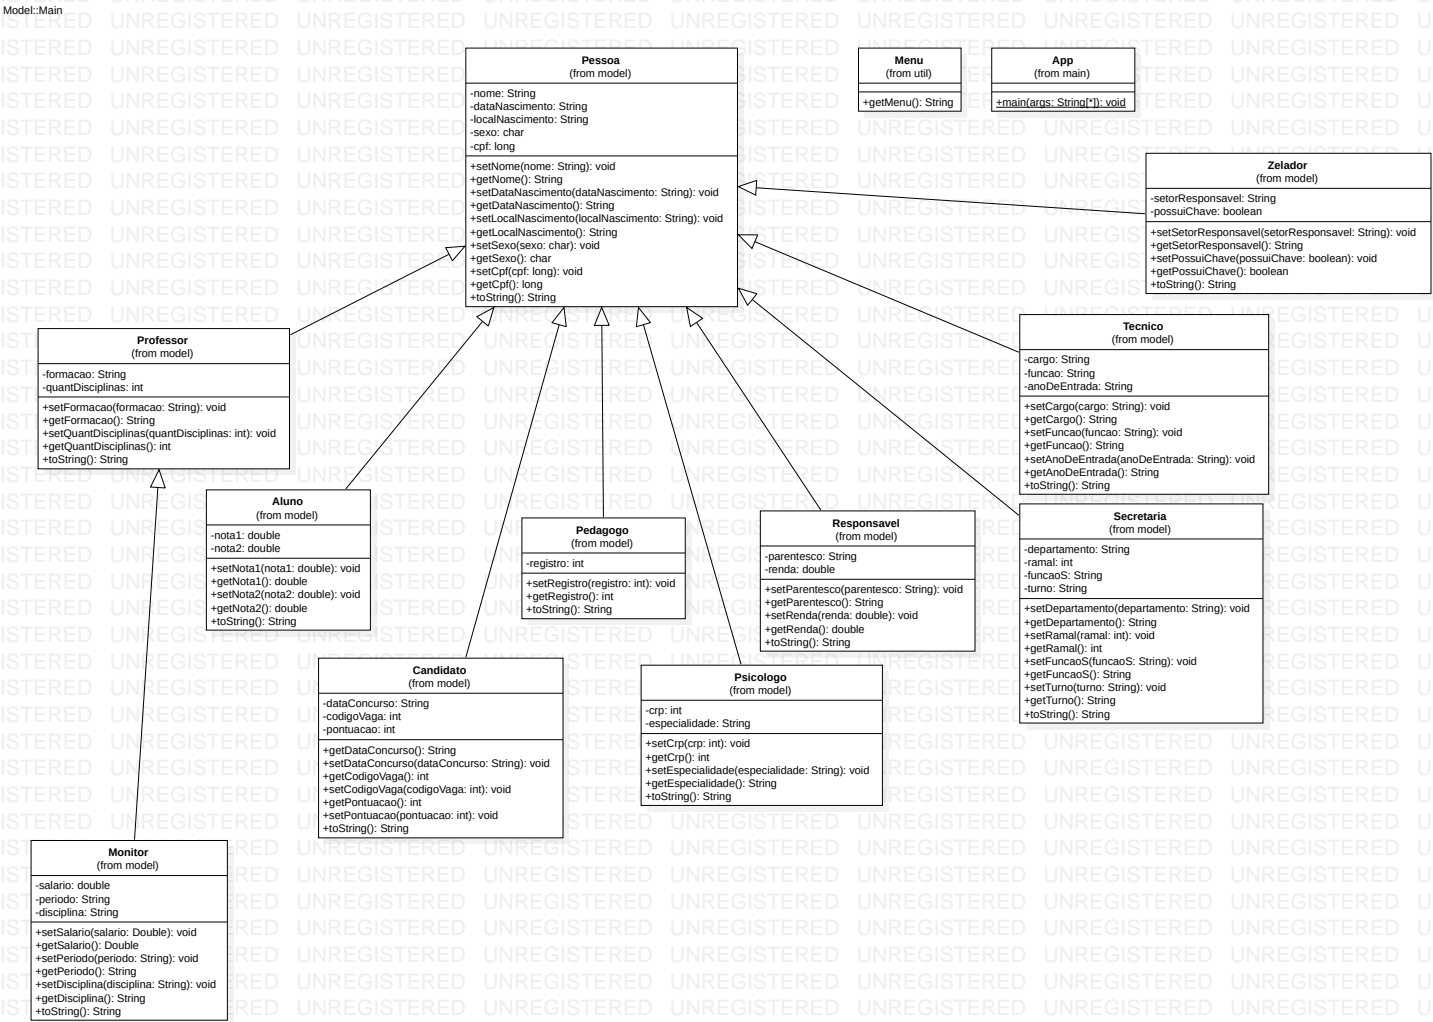 Model::Main
Pessoa
(from model)
-nome: String
-dataNascimento: String
-localNascimento: String
-sexo: char
-cpf: long
+setNome(nome: String): void
+getNome(): String
+setDataNascimento(dataNascimento: String): void
+getDataNascimento(): String
+setLocalNascimento(localNascimento: String): void
+getLocalNascimento(): String
+setSexo(sexo: char): void
+getSexo(): char
+setCpf(cpf: long): void
+getCpf(): long
+toString(): String
Menu
(from util)
+getMenu(): String
App
(from main)
+main(args: String[*]): void
Zelador
(from model)
-setorResponsavel: String
-possuiChave: boolean
+setSetorResponsavel(setorResponsavel: String): void
+getSetorResponsavel(): String
+setPossuiChave(possuiChave: boolean): void
+getPossuiChave(): boolean
+toString(): String
Professor
(from model)
-formacao: String
-quantDisciplinas: int
+setFormacao(formacao: String): void
+getFormacao(): String
+setQuantDisciplinas(quantDisciplinas: int): void
+getQuantDisciplinas(): int
+toString(): String
Tecnico
(from model)
-cargo: String
-funcao: String
-anoDeEntrada: String
+setCargo(cargo: String): void
+getCargo(): String
+setFuncao(funcao: String): void
+getFuncao(): String
+setAnoDeEntrada(anoDeEntrada: String): void
+getAnoDeEntrada(): String
+toString(): String
Aluno
(from model)
-nota1: double
-nota2: double
+setNota1(nota1: double): void
+getNota1(): double
+setNota2(nota2: double): void
+getNota2(): double
+toString(): String
Pedagogo
(from model)
-registro: int
+setRegistro(registro: int): void
+getRegistro(): int
+toString(): String
Responsavel
(from model)
-parentesco: String
-renda: double
+setParentesco(parentesco: String): void
+getParentesco(): String
+setRenda(renda: double): void
+getRenda(): double
+toString(): String
Secretaria
(from model)
-departamento: String
-ramal: int
-funcaoS: String
-turno: String
+setDepartamento(departamento: String): void
+getDepartamento(): String
+setRamal(ramal: int): void
+getRamal(): int
+setFuncaoS(funcaoS: String): void
+getFuncaoS(): String
+setTurno(turno: String): void
+getTurno(): String
+toString(): String
Candidato
(from model)
-dataConcurso: String
-codigoVaga: int
-pontuacao: int
+getDataConcurso(): String
+setDataConcurso(dataConcurso: String): void
+getCodigoVaga(): int
+setCodigoVaga(codigoVaga: int): void
+getPontuacao(): int
+setPontuacao(pontuacao: int): void
+toString(): String
Psicologo
(from model)
-crp: int
-especialidade: String
+setCrp(crp: int): void
+getCrp(): int
+setEspecialidade(especialidade: String): void
+getEspecialidade(): String
+toString(): String
Monitor
(from model)
-salario: double
-periodo: String
-disciplina: String
+setSalario(salario: Double): void
+getSalario(): Double
+setPeriodo(periodo: String): void
+getPeriodo(): String
+setDisciplina(disciplina: String): void
+getDisciplina(): String
+toString(): String
UNREGISTERED